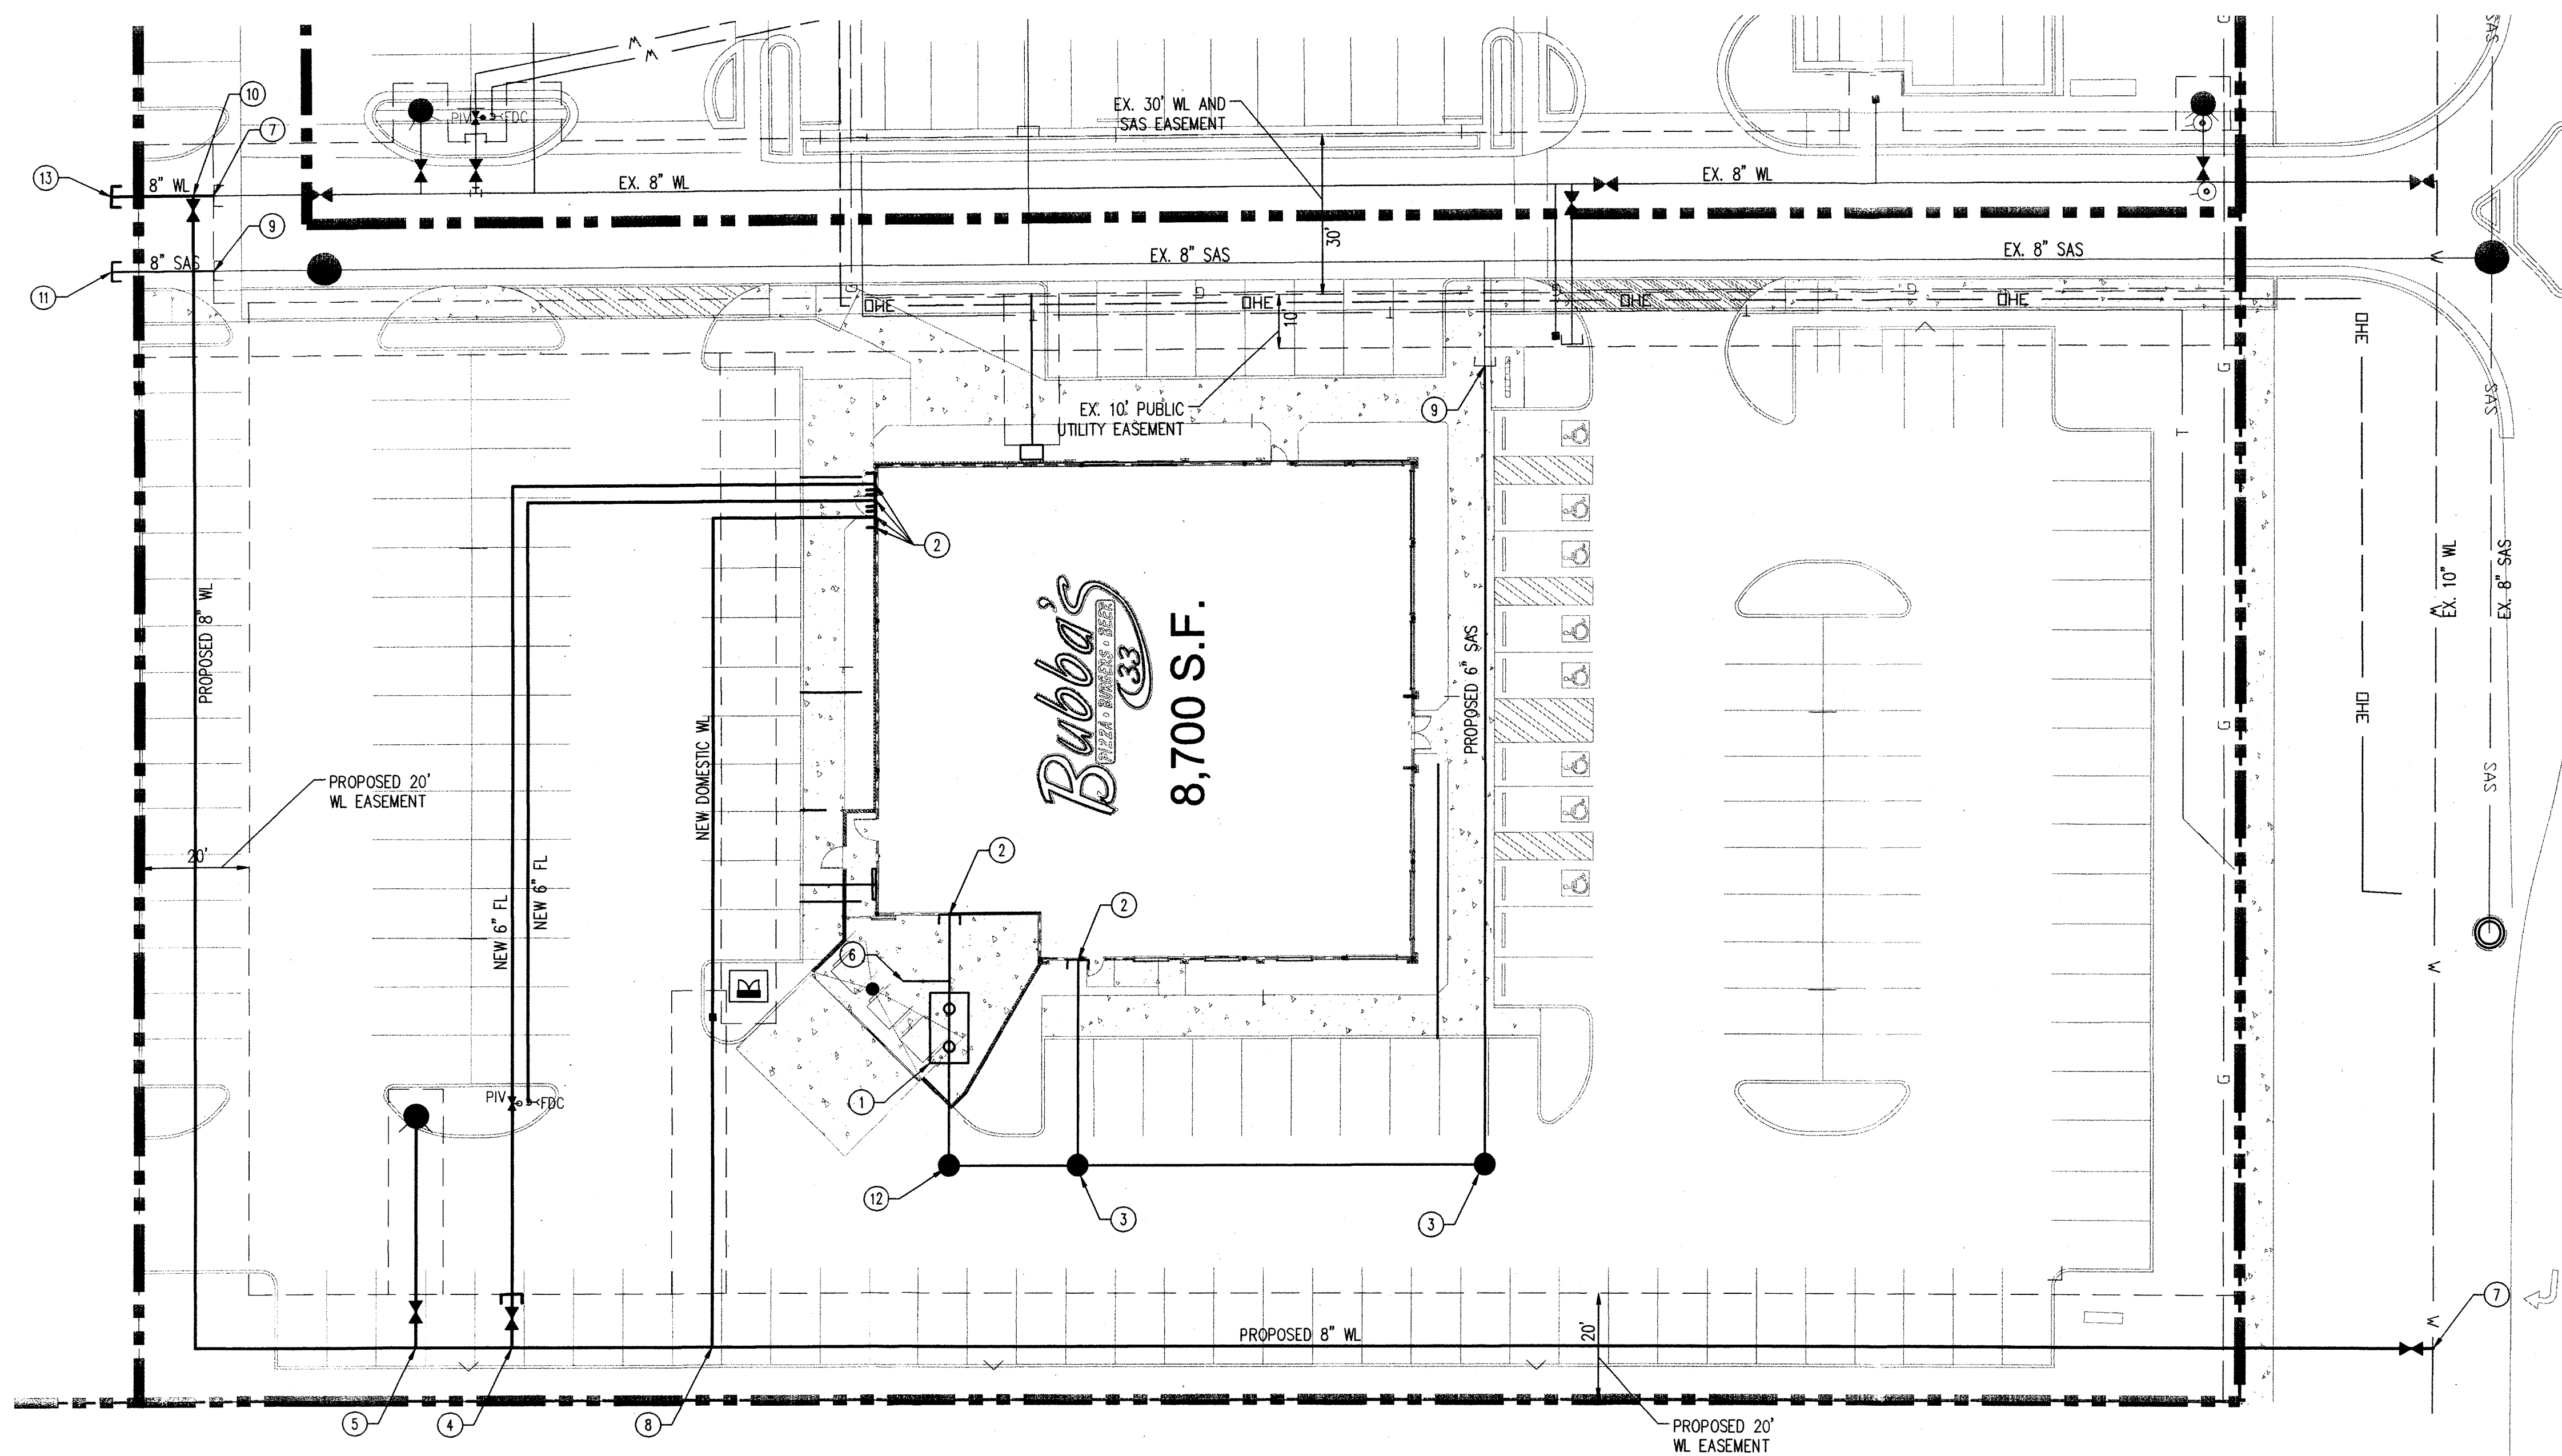 SAS
10
M
M
EX. 30' WL AND
SAS EASEMENT
PIV
FDC
7
13
8" WL
EX. 8" WL
EX. 8" WL
9
30'
EX. 8" SAS
EX. 8" SAS
8" SAS
11
OHE
OHE
OHE
OHE
10'
OHE
EX. 10' PUBLIC
UTILITY EASEMENT
9
SAS
2
PROPOSED 8" WL
Bubba's
33
PIZZA • BURGERS • BEER
8,700 S.F.
PROPOSED 6" SAS
EX. 10" WL
EX. 8" SAS
OHE
SAS
NEW DOMESTIC WL
PROPOSED 20'
WL EASEMENT
20'
NEW 6" FL
NEW 6" FL
2
2
6
W
G
G
G
T
PIV
FDC
1
12
3
3
7
W
PROPOSED 8" WL
20'
5
4
8
PROPOSED 20'
WL EASEMENT